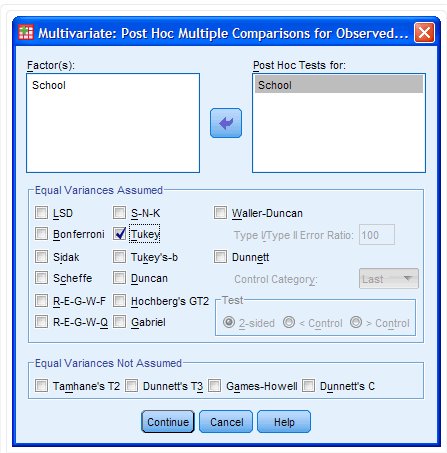 Multivariate: Post Hoc Multiple Comparisons for Observed...
Factor(s):
School
Post Hoc Tests for:
School
Equal Variances Assumed
LSD S-N-K Waller-Duncan
Bonferroni Tukey Type I/Type II Error Ratio: 100
Sidak Tukey's-b Dunnett
Scheffe Duncan Control Category: Last
R-E-G-W-F Hochberg's GT2 Test
R-E-G-W-Q Gabriel 2-sided < Control > Control
Equal Variances Not Assumed
Tamhane's T2 Dunnett's T3 Games-Howell Dunnett's C
Continue Cancel Help